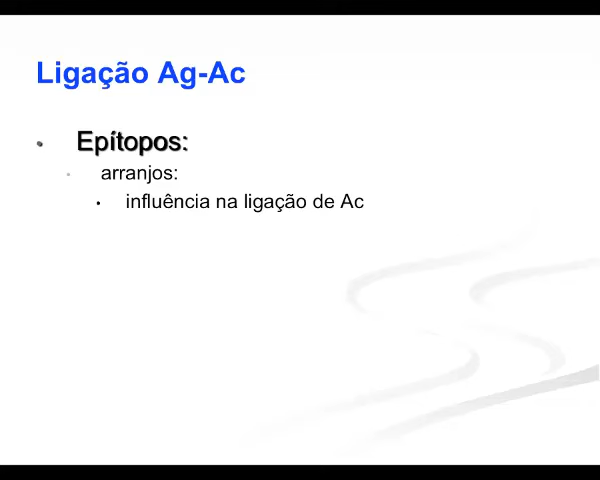 Ligação Ag-Ac
• Epítopos:
• arranjos:
• influência na ligação de Ac